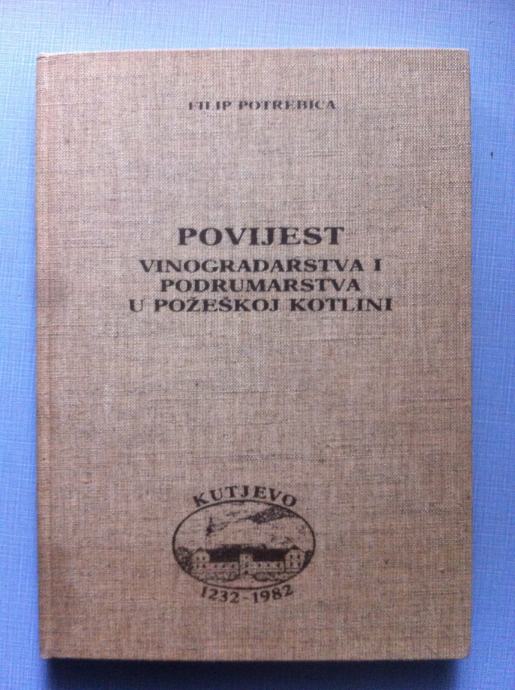 FILIP POTREBICA
POVIJEST
VINOGRADARSTVA I
PODRUMARSTVA
U POŽEŠKOJ KOTLINI
KUTJEVO
1232-1982